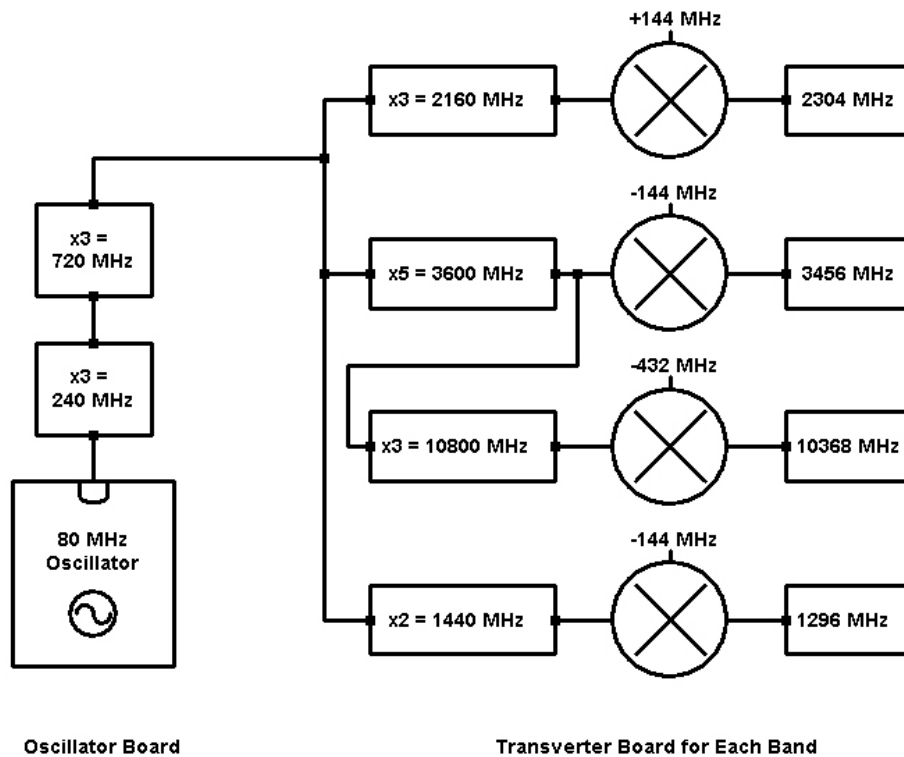 +144 MHz
x3 = 2160 MHz
2304 MHz
-144 MHz
x3 =
720 MHz
x5 = 3600 MHz
3456 MHz
-432 MHz
x3 =
240 MHz
x3 = 10800 MHz
10368 MHz
80 MHz
Oscillator
-144 MHz
x2 = 1440 MHz
1296 MHz
Oscillator Board
Transverter Board for Each Band